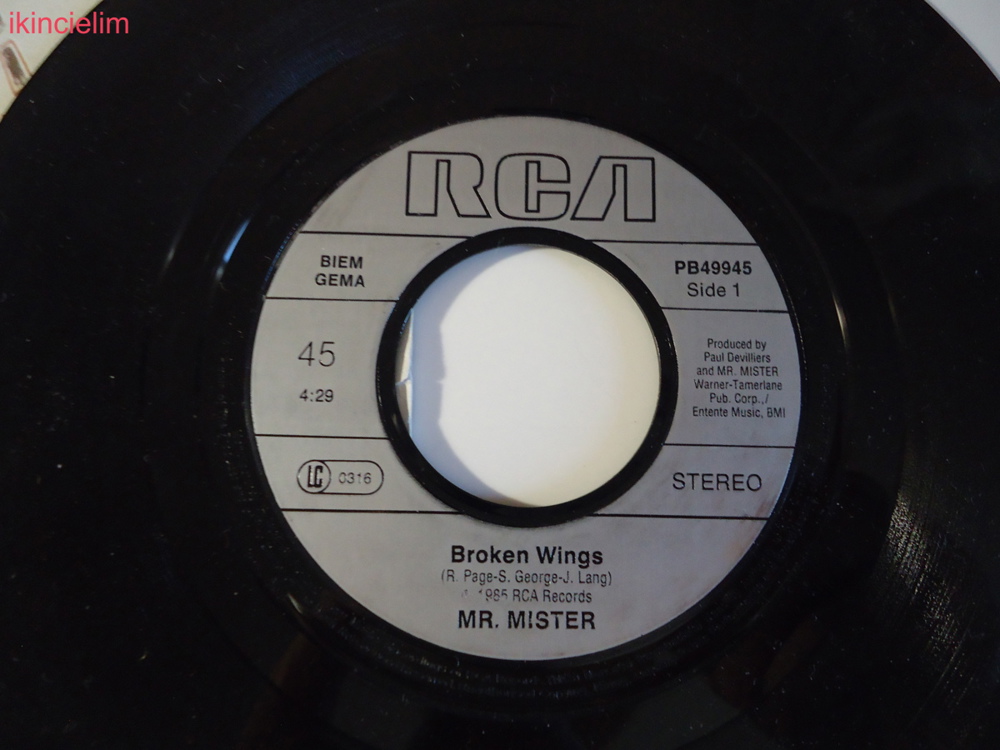 ikincielim
RCA
BIEM
GEMA
PB49945
Side 1
45
4:29
Produced by
Paul Devilliers
and MR. MISTER
Warner-Tamerlane
Pub. Corp.,/
Entente Music, BMI
LC 0316
STEREO
Broken Wings
(R. Page-S. George-J. Lang)
1985 RCA Records
MR. MISTER